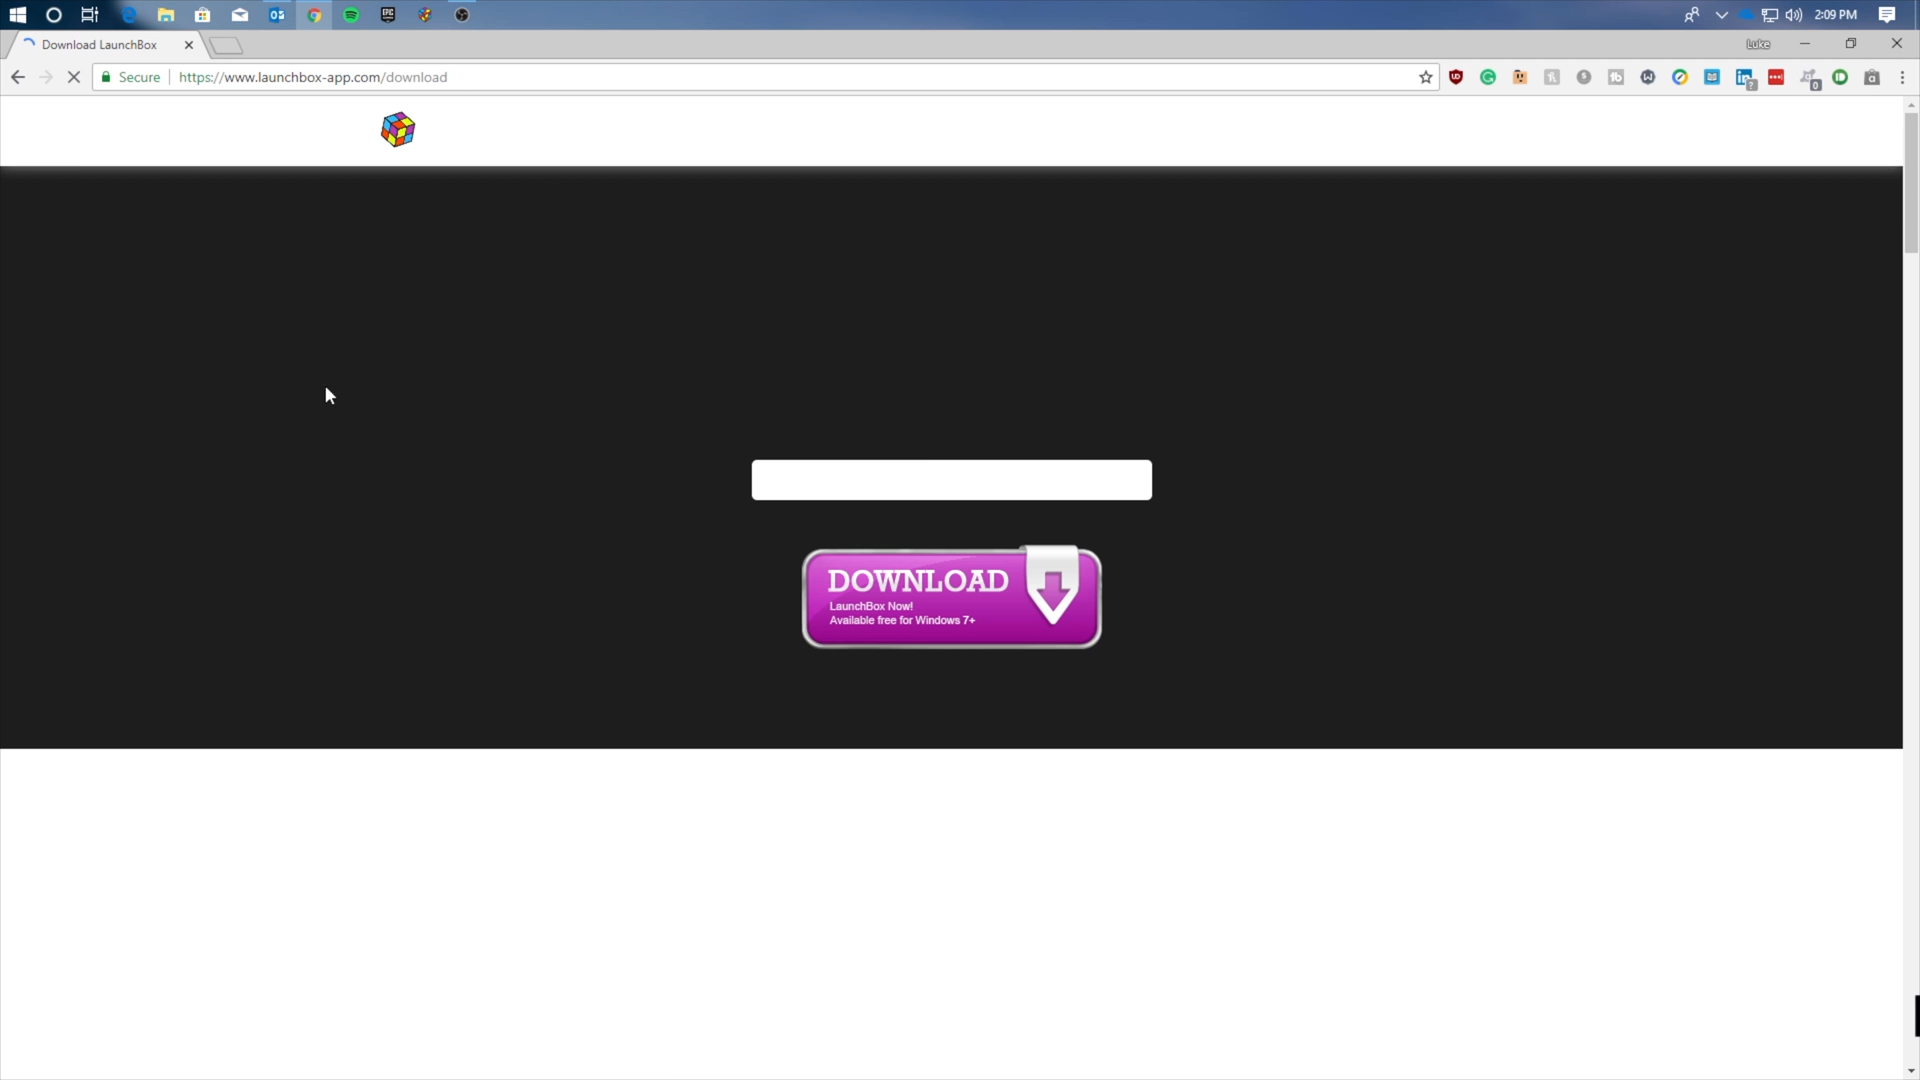 2:09 PM
Download LaunchBox
Luke
Secure
https://www.launchbox-app.com/download
DOWNLOAD
LaunchBox Now!
Available free for Windows 7+